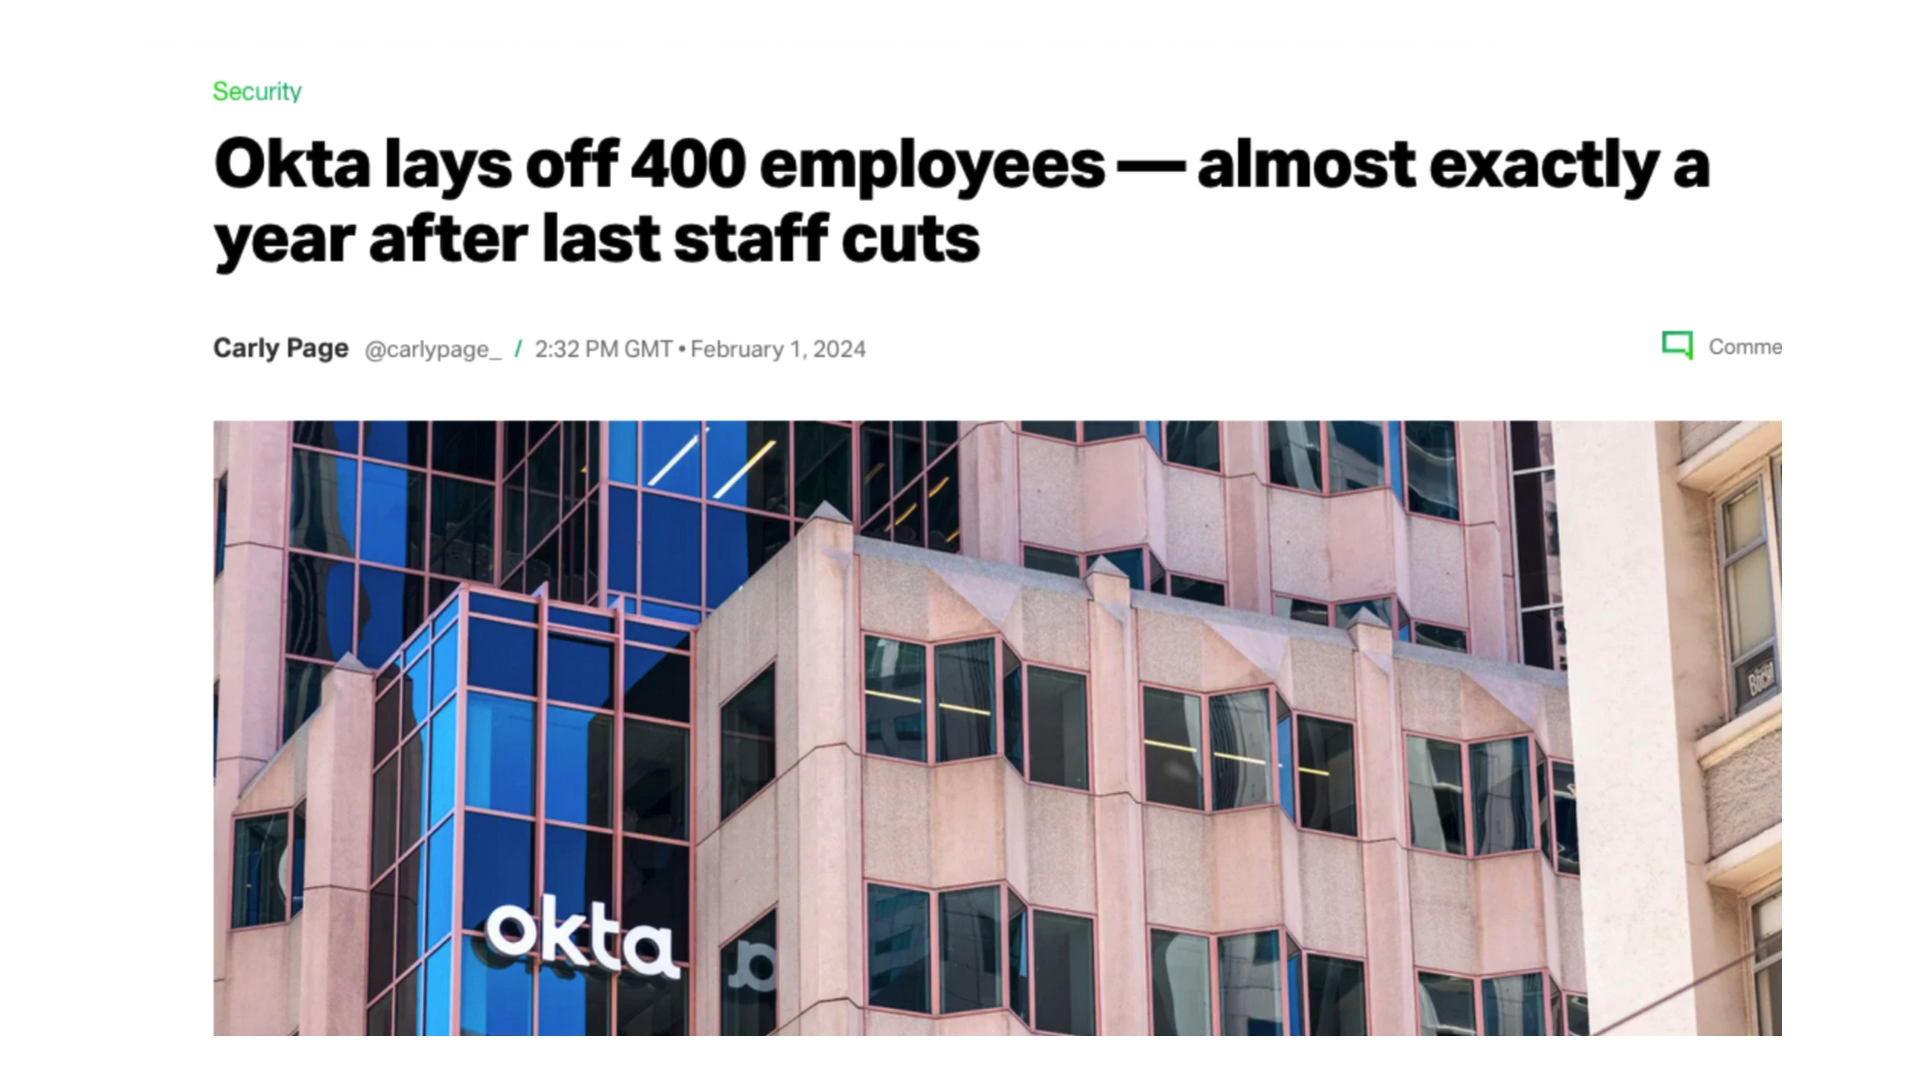 Security
Okta lays off 400 employees — almost exactly a
year after last staff cuts
Carly Page @carlypage_ / 2:32 PM GMT • February 1, 2024
Comme
okta